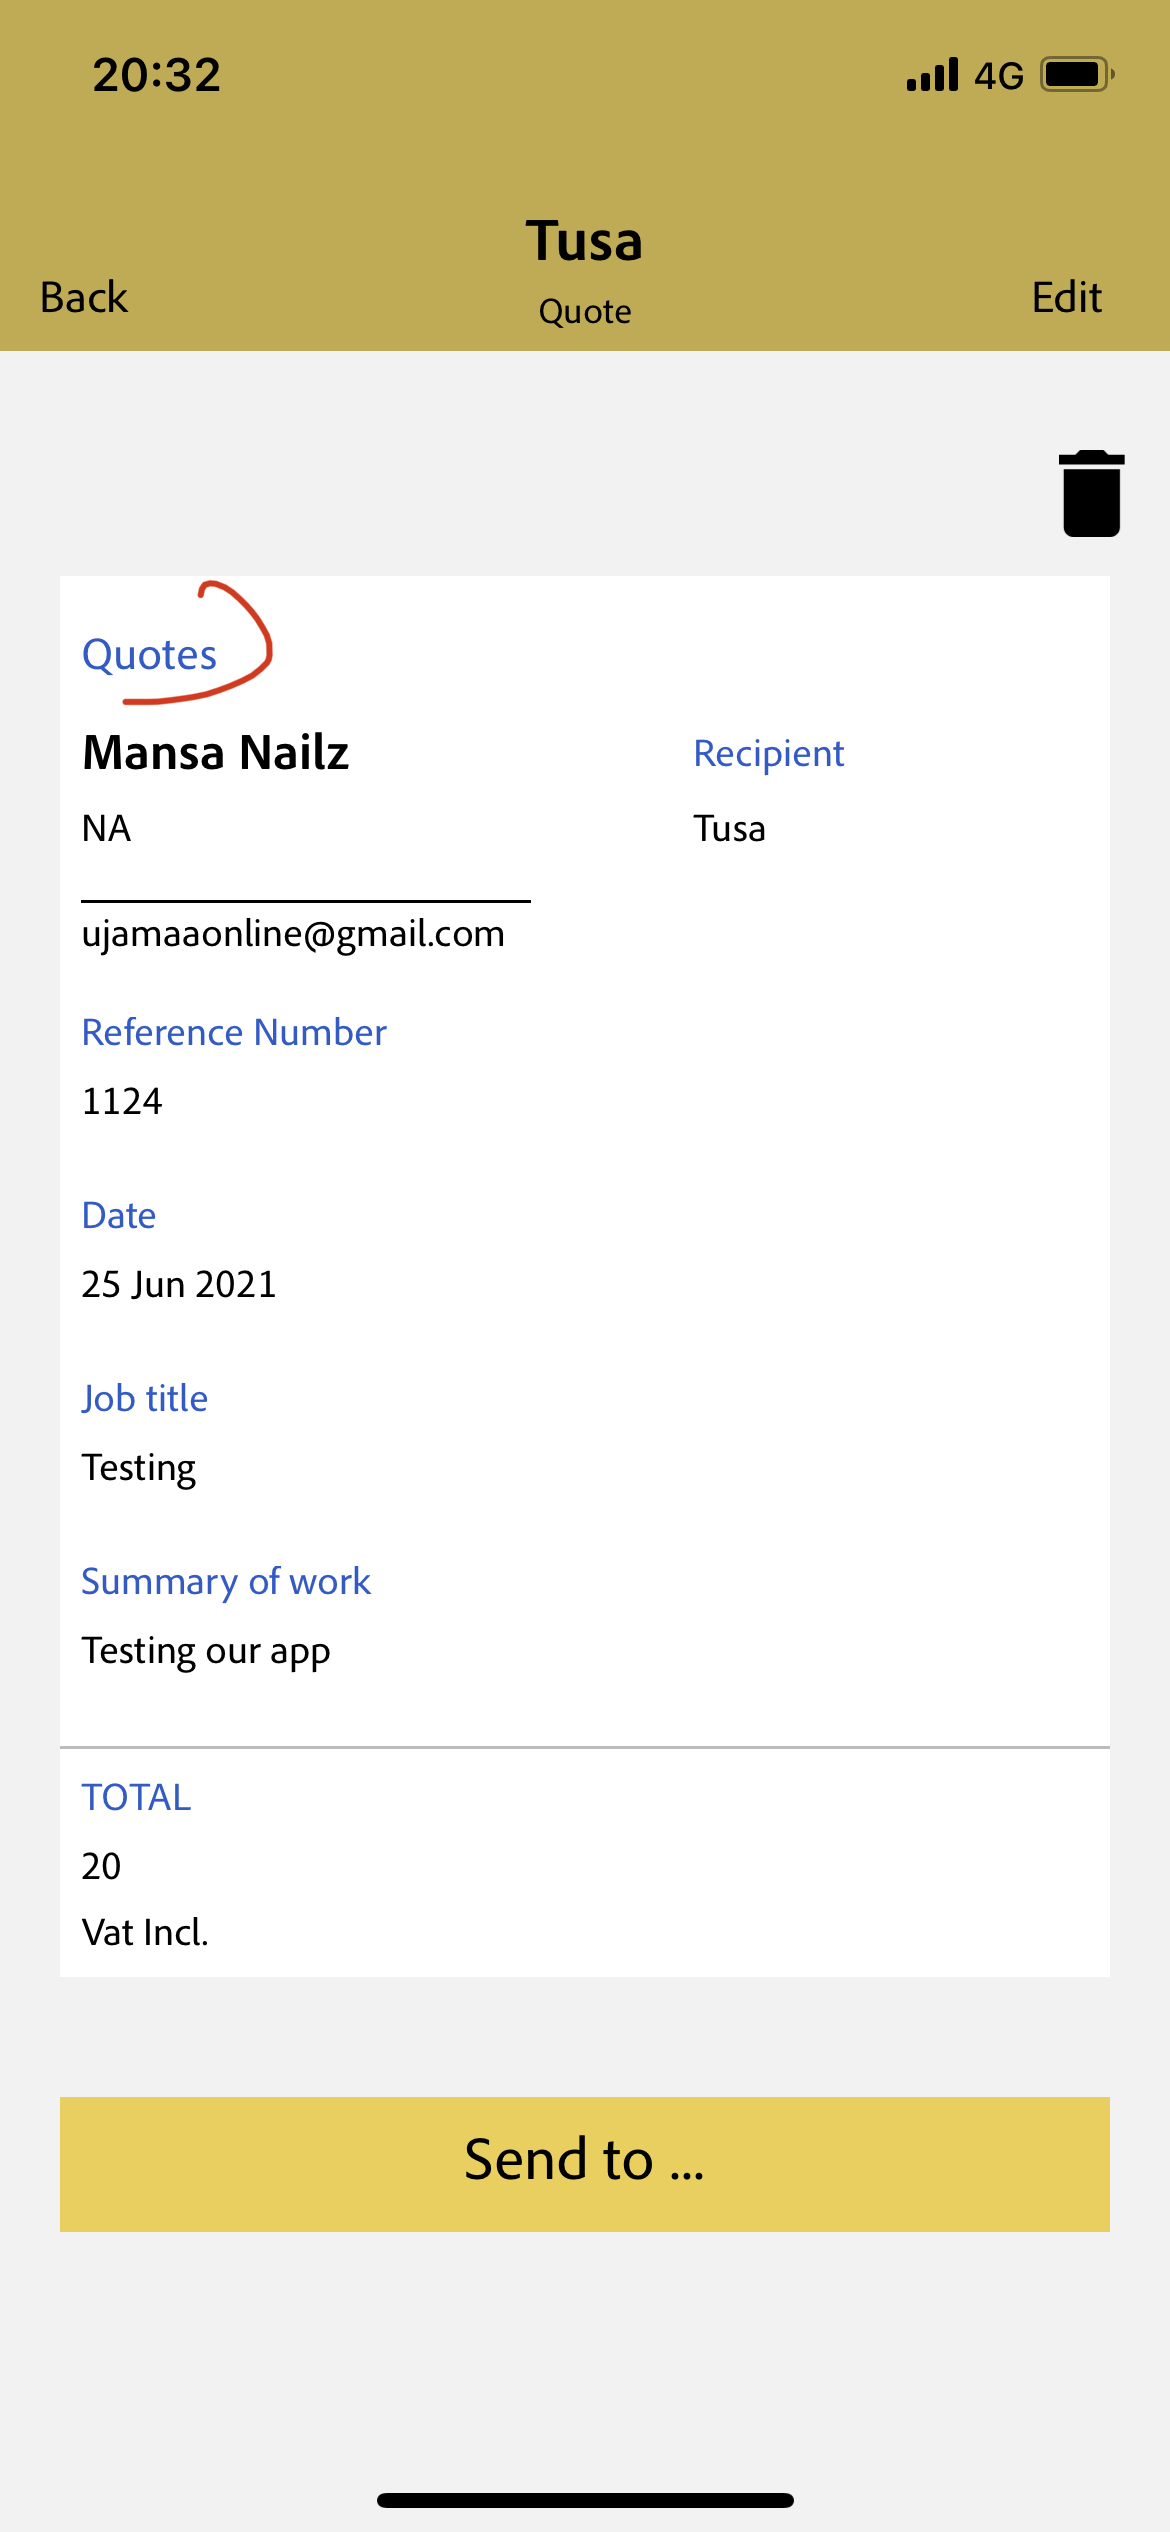 20:32 4G
Tusa
Back Quote Edit
Quotes
Mansa Nailz Recipient
NA Tusa
ujamaaonline@gmail.com
Reference Number
1124
Date
25 Jun 2021
Job title
Testing
Summary of work
Testing our app
TOTAL
20
Vat Incl.
Send to ...